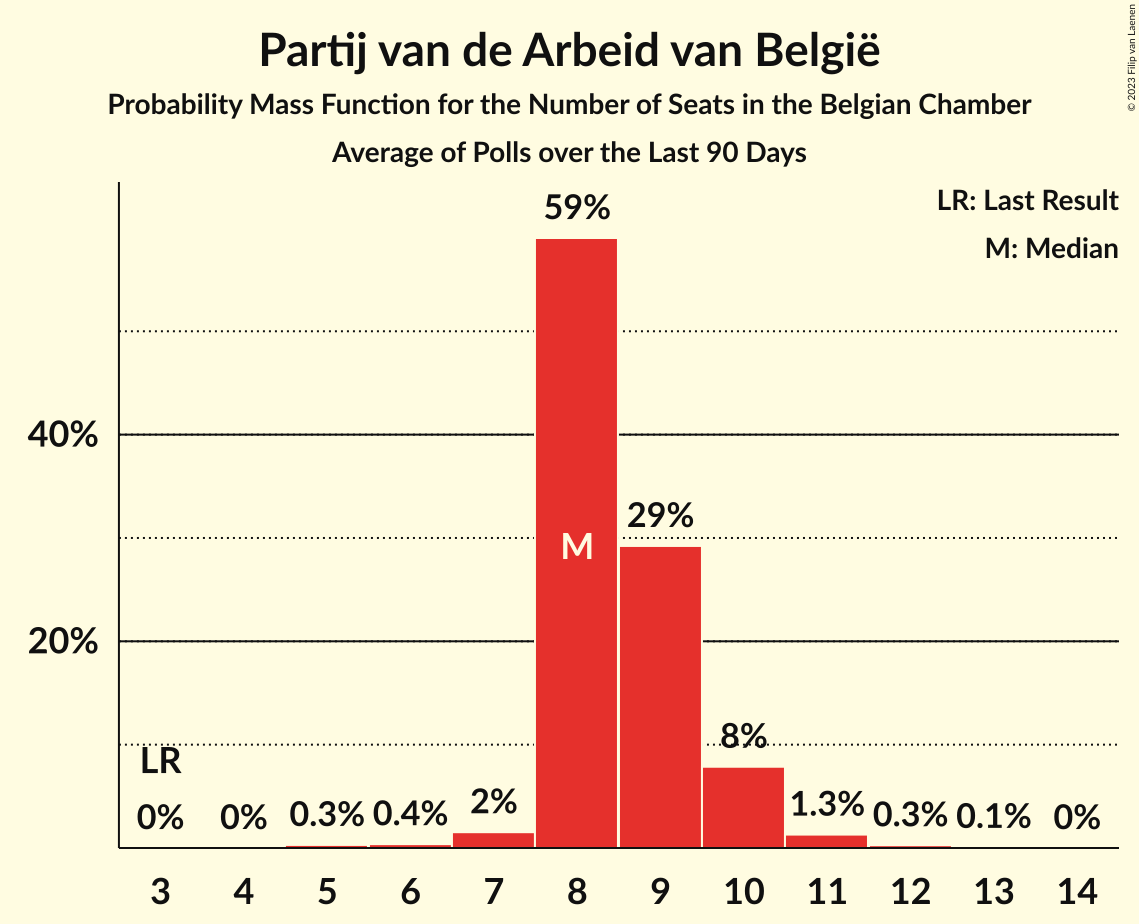 Partij van de Arbeid van België
Probability Mass Function for the Number of Seats in the Belgian Chamber
Average of Polls over the Last 90 Days
© 2023 Filip van Laenen
LR: Last Result
M: Median
59%
40%
29%
M
20%
8%
LR
0% 0% 0.3% 0.4% 2% 1.3% 0.3% 0.1% 0%
3 4 5 6 7 8 9 10 11 12 13 14